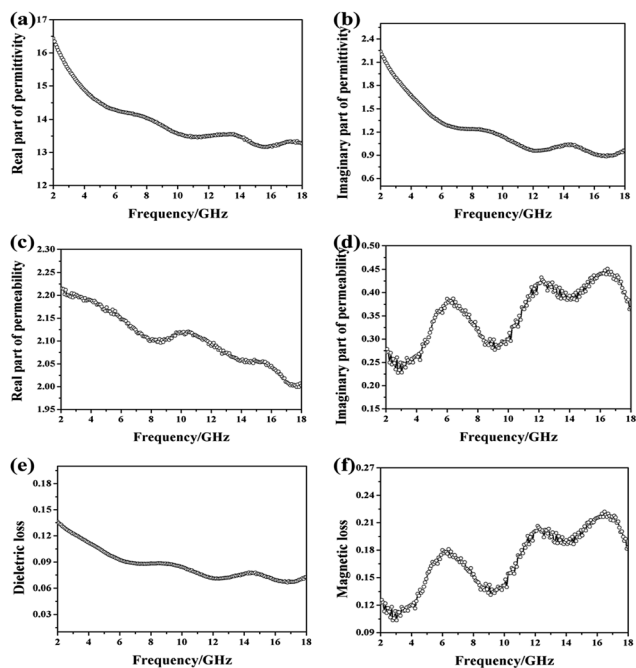 (a)
17
16
15
14
13
12
Real part of permittivity
2 4 6 8 10 12 14 16 18
Frequency/GHz
(b)
2.4
2.1
1.8
1.5
1.2
0.9
0.6
Imaginary part of permittivity
2 4 6 8 10 12 14 16 18
Frequency/GHz
(c)
2.30
2.25
2.20
2.15
2.10
2.05
2.00
1.95
Real part of permeability
2 4 6 8 10 12 14 16 18
Frequency/GHz
(d)
0.50
0.45
0.40
0.35
0.30
0.25
0.20
0.15
Imaginary part of permeability
2 4 6 8 10 12 14 16 18
Frequency/GHz
(e)
0.18
0.15
0.12
0.09
0.06
0.03
Dieletric loss
2 4 6 8 10 12 14 16 18
Frequency/GHz
(f)
0.27
0.24
0.21
0.18
0.15
0.12
0.09
Magnetic loss
2 4 6 8 10 12 14 16 18
Frequency/GHz